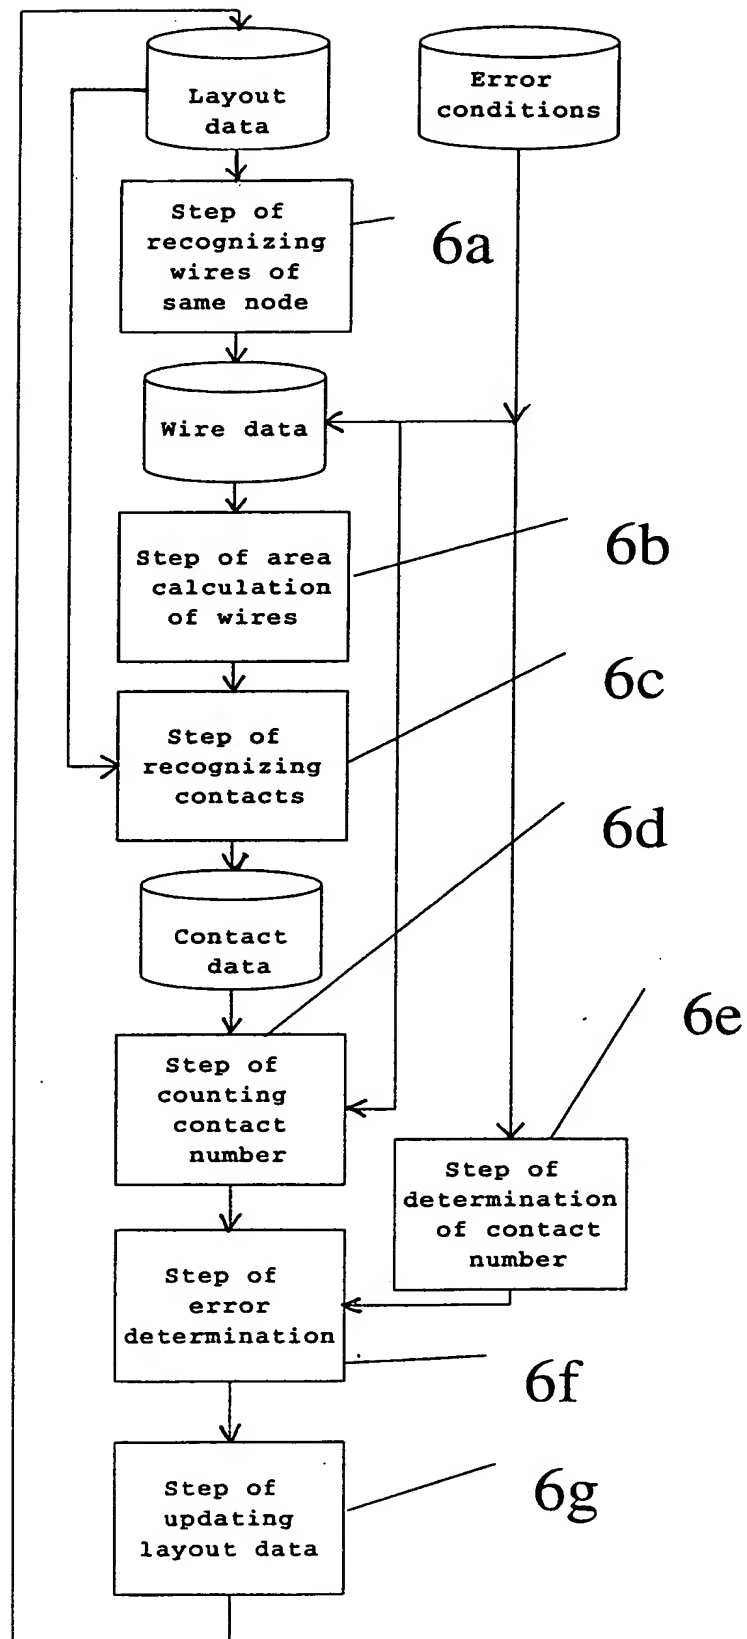 Layout
data
Error
conditions
Step of
recognizing
wires of
same node
6a
Wire data
Step of area
calculation
of wires
6b
Step of
recognizing
contacts
6c
Contact
data
6d
Step of
counting
contact
number
6e
Step of
determination
of contact
number
Step of
error
determination
6f
Step of
updating
layout data
6g